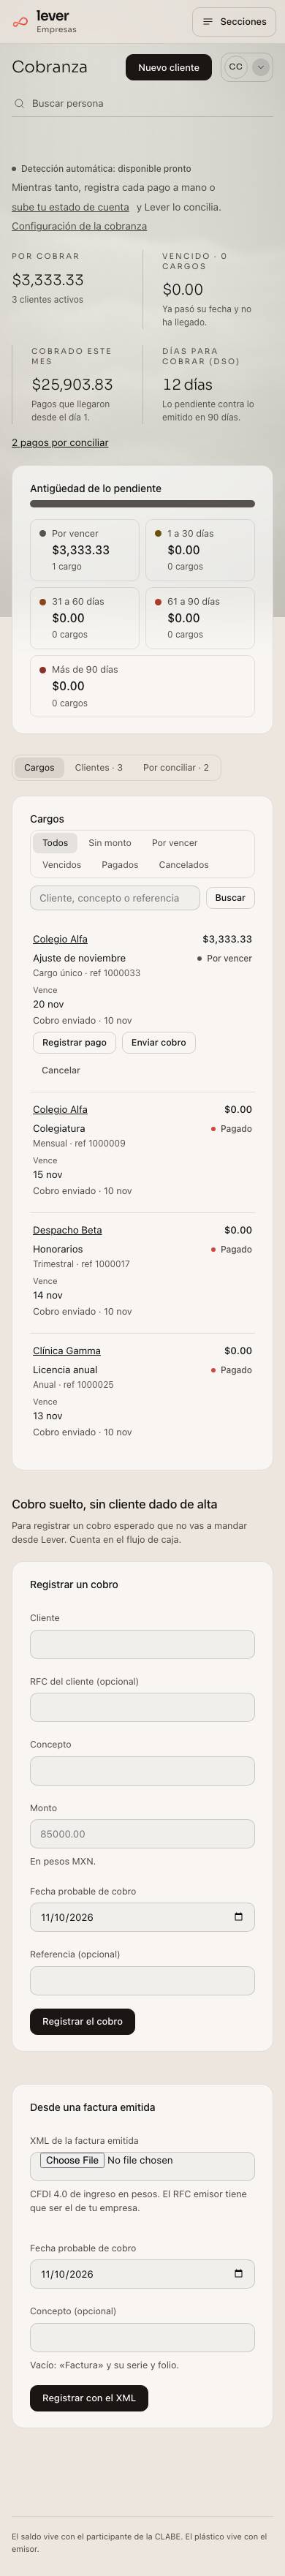 lever
Empresas
Secciones
Cobranza
Nuevo cliente
CC
Buscar persona
Detección automática: disponible pronto
Mientras tanto, registra cada pago a mano o
sube tu estado de cuenta y Lever lo concilia.
Configuración de la cobranza
POR COBRAR
$3,333.33
3 clientes activos
VENCIDO · 0
CARGOS
$0.00
Ya pasó su fecha y no
ha llegado.
COBRADO ESTE
MES
$25,903.83
Pagos que llegaron
desde el día 1.
DÍAS PARA
COBRAR (DSO)
12 días
Lo pendiente contra lo
emitido en 90 días.
2 pagos por conciliar
Antigüedad de lo pendiente
Por vencer
$3,333.33
1 cargo
1 a 30 días
$0.00
0 cargos
31 a 60 días
$0.00
0 cargos
61 a 90 días
$0.00
0 cargos
Más de 90 días
$0.00
0 cargos
Cargos
Clientes · 3
Por conciliar · 2
Cargos
Todos
Sin monto
Por vencer
Vencidos
Pagados
Cancelados
Cliente, concepto o referencia
Buscar
Colegio Alfa
$3,333.33
Ajuste de noviembre
Por vencer
Cargo único · ref 1000033
Vence
20 nov
Cobro enviado · 10 nov
Registrar pago
Enviar cobro
Cancelar
Colegio Alfa
$0.00
Colegiatura
Pagado
Mensual · ref 1000009
Vence
15 nov
Cobro enviado · 10 nov
Despacho Beta
$0.00
Honorarios
Pagado
Trimestral · ref 1000017
Vence
14 nov
Cobro enviado · 10 nov
Clínica Gamma
$0.00
Licencia anual
Pagado
Anual · ref 1000025
Vence
13 nov
Cobro enviado · 10 nov
Cobro suelto, sin cliente dado de alta
Para registrar un cobro esperado que no vas a mandar
desde Lever. Cuenta en el flujo de caja.
Registrar un cobro
Cliente
RFC del cliente (opcional)
Concepto
Monto
85000.00
En pesos MXN.
Fecha probable de cobro
11/10/2026
Referencia (opcional)
Registrar el cobro
Desde una factura emitida
XML de la factura emitida
Choose File No file chosen
CFDI 4.0 de ingreso en pesos. El RFC emisor tiene
que ser el de tu empresa.
Fecha probable de cobro
11/10/2026
Concepto (opcional)
Vacío: «Factura» y su serie y folio.
Registrar con el XML
El saldo vive con el participante de la CLABE. El plástico vive con el
emisor.